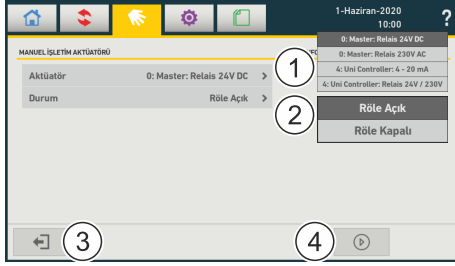 1-Haziran-2020
10:00
?
MANUEL İŞLETİM AKTÜATÖRÜ
Aktüatör 0: Master: Relais 24V DC >
Durum Röle Açık >
0: Master: Relais 24V DC
0: Master: Relais 230V AC
4: Uni Controller: 4 - 20 mA
4: Uni Controller: Relais 24V / 230V
Röle Açık
Röle Kapalı
1
2
3
4